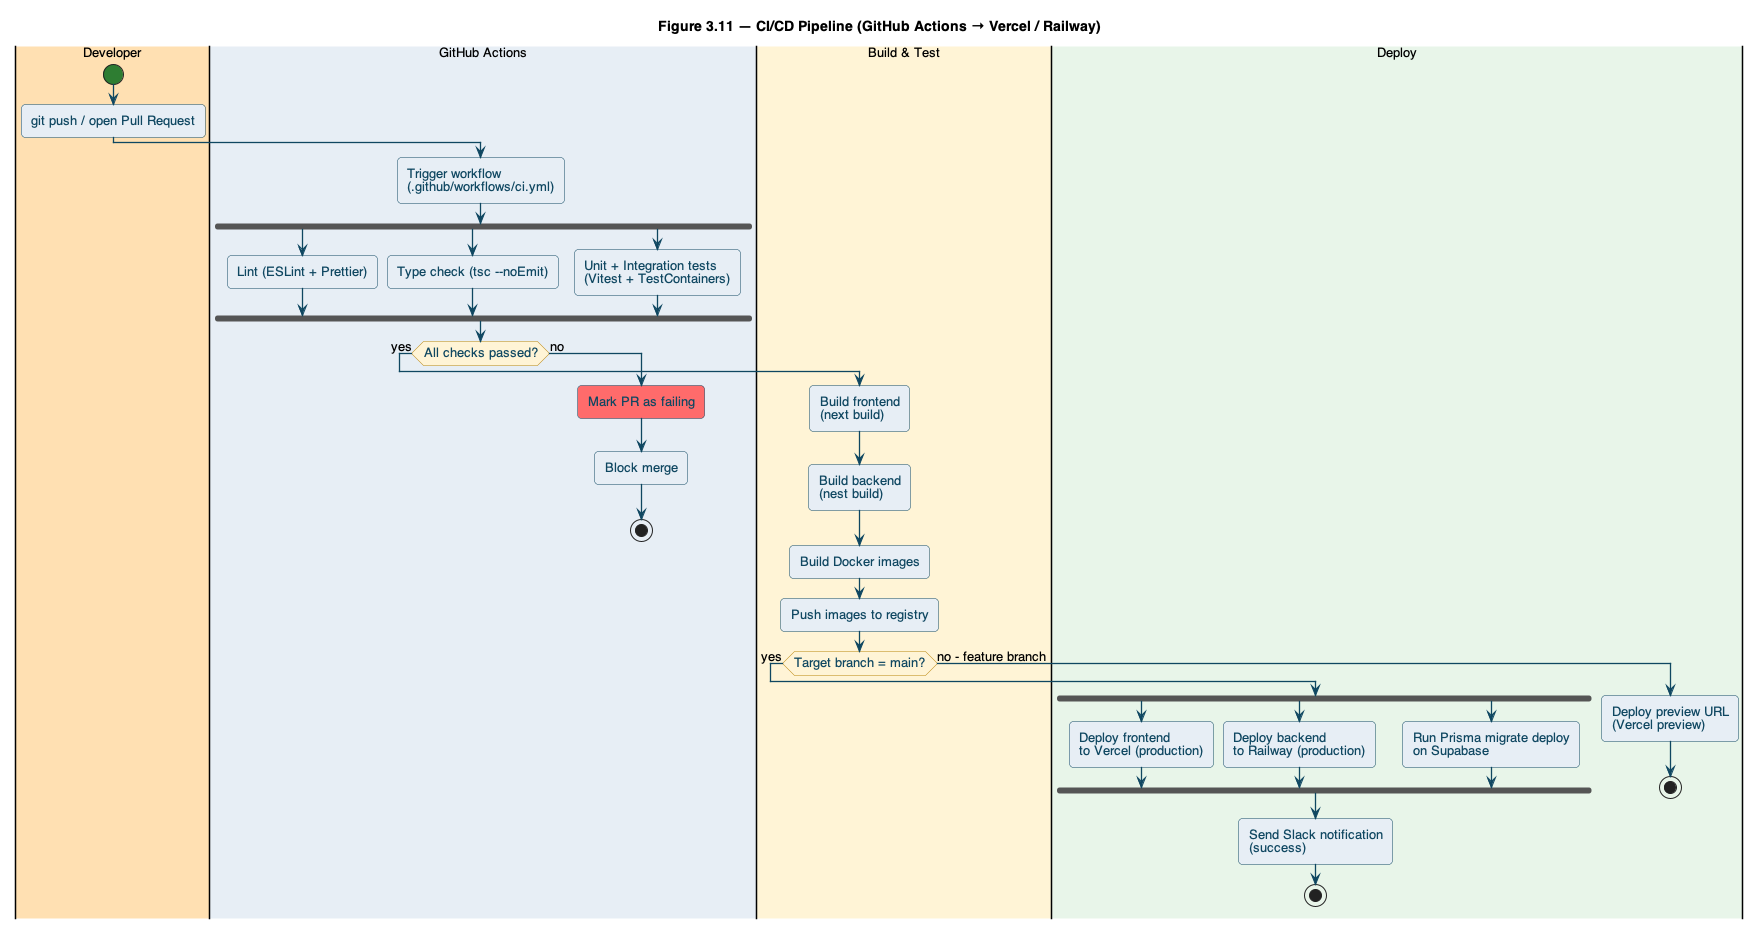 Figure 3.11 — CI/CD Pipeline (GitHub Actions → Vercel / Railway)
Developer
GitHub Actions
Build & Test
Deploy
git push / open Pull Request
Trigger workflow
(.github/workflows/ci.yml)
Lint (ESLint + Prettier)
Type check (tsc --noEmit)
Unit + Integration tests
(Vitest + TestContainers)
yes
All checks passed?
no
Mark PR as failing
Block merge
Build frontend
(next build)
Build backend
(nest build)
Build Docker images
Push images to registry
yes
Target branch = main?
no - feature branch
Deploy frontend
to Vercel (production)
Deploy backend
to Railway (production)
Run Prisma migrate deploy
on Supabase
Deploy preview URL
(Vercel preview)
Send Slack notification
(success)